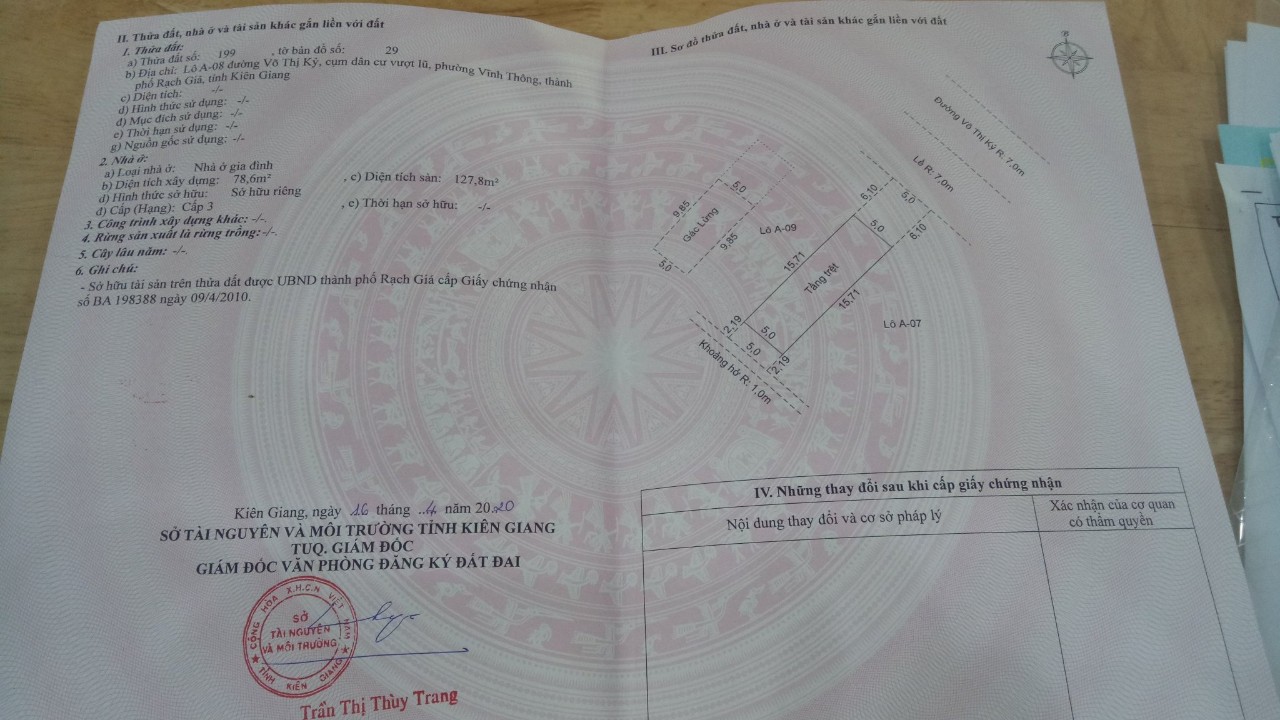 II. Thửa đất, nhà ở và tài sản khác gắn liền với đất
1. Thửa đất:
a) Thửa đất số: 199 , tờ bản đồ số: 29
b) Địa chỉ: Lô A-08 đường Võ Thị Kỷ, cụm dân cư vượt lũ, phường Vĩnh Thông, thành
phố Rạch Giá, tỉnh Kiên Giang
c) Diện tích: -/-
d) Hình thức sử dụng: -/-
đ) Mục đích sử dụng: -/-
e) Thời hạn sử dụng: -/-
g) Nguồn gốc sử dụng: -/-
2. Nhà ở:
a) Loại nhà ở: Nhà ở gia đình
b) Diện tích xây dựng: 78,6m² , c) Diện tích sàn: 127,8m²
d) Hình thức sở hữu: Sở hữu riêng
đ) Cấp (Hạng): Cấp 3 , e) Thời hạn sở hữu: -/-
3. Công trình xây dựng khác: -/-.
4. Rừng sản xuất là rừng trồng: -/-.
5. Cây lâu năm: -/-.
6. Ghi chú:
- Sở hữu tài sản trên thửa đất được UBND thành phố Rạch Giá cấp Giấy chứng nhận
số BA 198388 ngày 09/4/2010.
Kiên Giang, ngày 16 tháng ..4 năm 2020
SỞ TÀI NGUYÊN VÀ MÔI TRƯỜNG TỈNH KIÊN GIANG
TUQ. GIÁM ĐỐC
GIÁM ĐỐC VĂN PHÒNG ĐĂNG KÝ ĐẤT ĐAI
CỘNG HÒA X.H.C.N VIỆT NAM
SỞ
TÀI NGUYÊN
VÀ MÔI TRƯỜNG
TỈNH KIÊN GIANG
Trần Thị Thùy Trang
III. Sơ đồ thửa đất, nhà ở và tài sản khác gắn liền với đất
B
Đường Võ Thị Kỷ R: 7,0m
Lề R: 7,0m
5,0
9,85
Gác Lửng
9,85
5,0
Lô A-09
6,10
5,0
5,0
6,10
15,71
Tầng trệt
15,71
Lô A-07
2,19
5,0
5,0
2,19
Khoảng hở R: 1,0m
IV. Những thay đổi sau khi cấp giấy chứng nhận
Nội dung thay đổi và cơ sở pháp lý
Xác nhận của cơ quan
có thẩm quyền